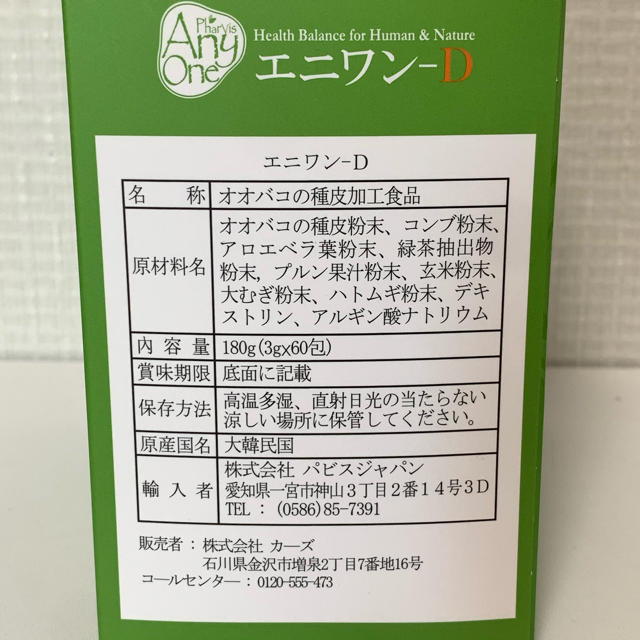 PharVis
Any
One
Health Balance for Human & Nature
エニワン-D
エニワン-D
名 称 オオバコの種皮加工食品
原材料名 オオバコの種皮粉末、コンブ粉末、
アロエベラ葉粉末、緑茶抽出物
粉末, プルン果汁粉末、玄米粉末、
大むぎ粉末、ハトムギ粉末、デキ
ストリン、アルギン酸ナトリウム
内 容 量 180g(3gx60包)
賞味期限 底面に記載
保存方法 高温多湿、直射日光の当たらない
涼しい場所に保管してください。
原産国名 大韓民国
輸 入 者 株式会社 パビスジャパン
愛知県一宮市神山3丁目2番14号3D
TEL : (0586)85-7391
販売者 : 株式会社 カーズ
石川県金沢市増泉2丁目7番地16号
コールセンター : 0120-555-473